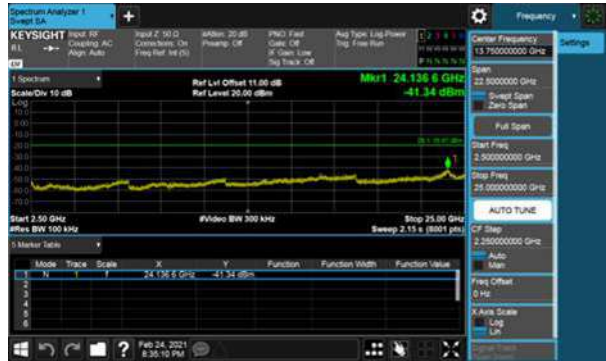 Spectrum Analyzer 1
Swept SA
+
Frequency
KEYSIGHT
RL
Input: RF
Coupling: AC
Align: Auto
Input Z: 50 Ω
Corrections: On
Freq Ref: Int (S)
#Atten: 20 dB
Preamp: Off
PNO: Fast
Gate: Off
IF Gain: Low
Sig Track: Off
Avg Type: Log-Power
Trig: Free Run
Center Frequency
13.750000000 GHz
Settings
Span
22.5000000 GHz
Swept Span
Zero Span
Full Span
Start Freq
2.500000000 GHz
Stop Freq
25.000000000 GHz
AUTO TUNE
CF Step
2.250000000 GHz
Auto
Man
Freq Offset
0 Hz
X Axis Scale
Log
Lin
1 Spectrum
Scale/Div 10 dB
Log
Ref Lvl Offset 11.00 dB
Ref Level 20.00 dBm
Mkr1 24.136 6 GHz
-41.34 dBm
1
Start 2.50 GHz
#Res BW 100 kHz
#Video BW 300 kHz
Stop 25.00 GHz
Sweep 2.15 s (8001 pts)
5 Marker Table
Mode Trace Scale X Y Function Function Width Function Value
1 N 1 f 24.136 6 GHz -41.34 dBm
2
3
4
5
6
?
Feb 24, 2021
8:35:10 PM